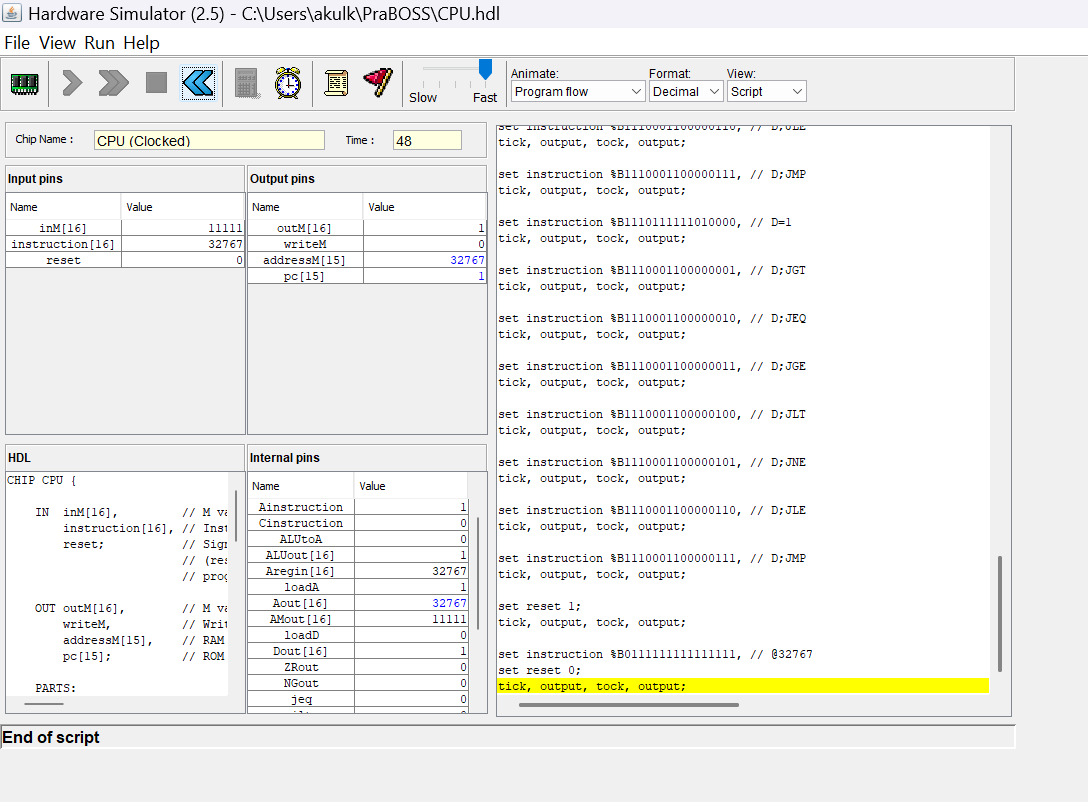 Hardware Simulator (2.5) - C:\Users\akulk\PraBOSS\CPU.hdl
File View Run Help
Slow Fast
Animate: Format: View:
Program flow Decimal Script
Chip Name : CPU (Clocked) Time : 48
Input pins
Name Value
inM[16] 11111
instruction[16] 32767
reset 0
Output pins
Name Value
outM[16] 1
writeM 0
addressM[15] 32767
pc[15] 1
HDL
CHIP CPU {
IN inM[16], // M va
instruction[16], // Inst
reset; // Sign
// (res
// prog
OUT outM[16], // M va
writeM, // Writ
addressM[15], // RAM
pc[15]; // ROM
PARTS:
Internal pins
Name Value
Ainstruction 1
Cinstruction 0
ALUtoA 0
ALUout[16] 1
Aregin[16] 32767
loadA 1
Aout[16] 32767
AMout[16] 11111
loadD 0
Dout[16] 1
ZRout 0
NGout 0
jeq 0
set instruction %B1110001100000110, // D;JLE
tick, output, tock, output;
set instruction %B1110001100000111, // D;JMP
tick, output, tock, output;
set instruction %B1110111111010000, // D=1
tick, output, tock, output;
set instruction %B1110001100000001, // D;JGT
tick, output, tock, output;
set instruction %B1110001100000010, // D;JEQ
tick, output, tock, output;
set instruction %B1110001100000011, // D;JGE
tick, output, tock, output;
set instruction %B1110001100000100, // D;JLT
tick, output, tock, output;
set instruction %B1110001100000101, // D;JNE
tick, output, tock, output;
set instruction %B1110001100000110, // D;JLE
tick, output, tock, output;
set instruction %B1110001100000111, // D;JMP
tick, output, tock, output;
set reset 1;
tick, output, tock, output;
set instruction %B0111111111111111, // @32767
set reset 0;
tick, output, tock, output;
End of script